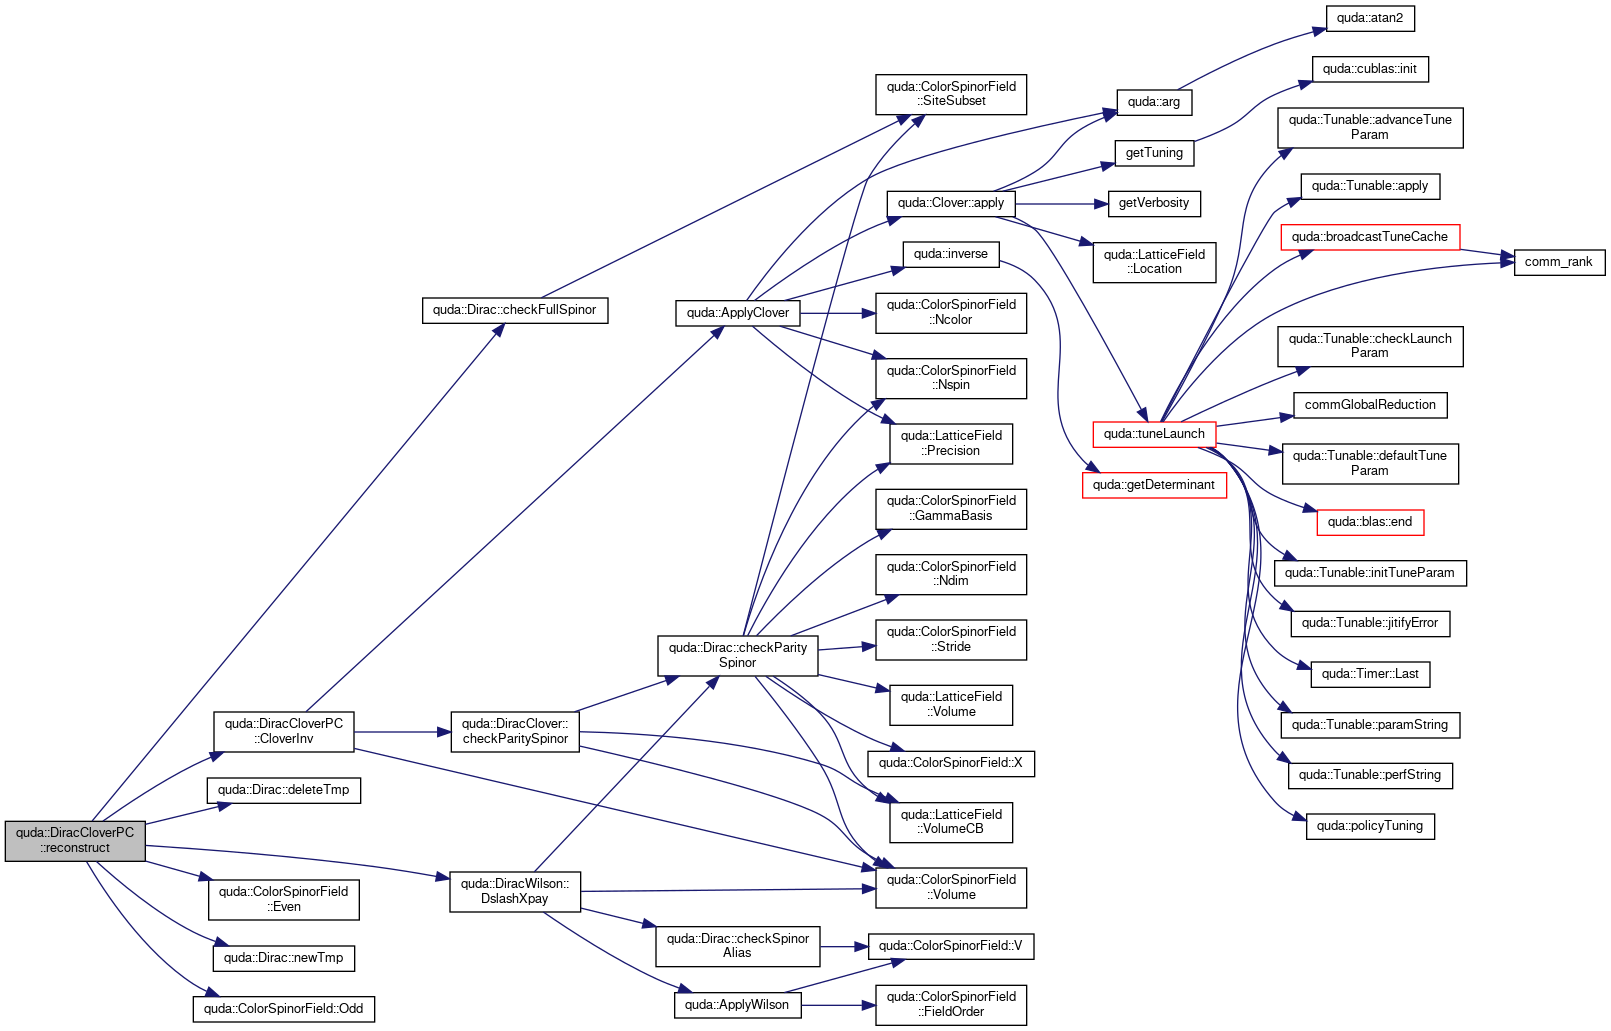 quda::DiracCloverPC
::reconstruct
quda::Dirac::checkFullSpinor
quda::DiracCloverPC
::CloverInv
quda::Dirac::deleteTmp
quda::ColorSpinorField
::Even
quda::Dirac::newTmp
quda::ColorSpinorField::Odd
quda::DiracClover::
checkParitySpinor
quda::DiracWilson::
DslashXpay
quda::ApplyClover
quda::Dirac::checkParity
Spinor
quda::Dirac::checkSpinor
Alias
quda::ApplyWilson
quda::ColorSpinorField
::SiteSubset
quda::Clover::apply
quda::inverse
quda::ColorSpinorField
::Ncolor
quda::ColorSpinorField
::Nspin
quda::LatticeField
::Precision
quda::ColorSpinorField
::GammaBasis
quda::ColorSpinorField
::Ndim
quda::ColorSpinorField
::Stride
quda::LatticeField
::Volume
quda::ColorSpinorField::X
quda::LatticeField
::VolumeCB
quda::ColorSpinorField
::Volume
quda::ColorSpinorField::V
quda::ColorSpinorField
::FieldOrder
quda::arg
getTuning
getVerbosity
quda::LatticeField
::Location
quda::tuneLaunch
quda::getDeterminant
quda::atan2
quda::cublas::init
quda::Tunable::advanceTune
Param
quda::Tunable::apply
quda::broadcastTuneCache
comm_rank
quda::Tunable::checkLaunch
Param
commGlobalReduction
quda::Tunable::defaultTune
Param
quda::blas::end
quda::Tunable::initTuneParam
quda::Tunable::jitifyError
quda::Timer::Last
quda::Tunable::paramString
quda::Tunable::perfString
quda::policyTuning